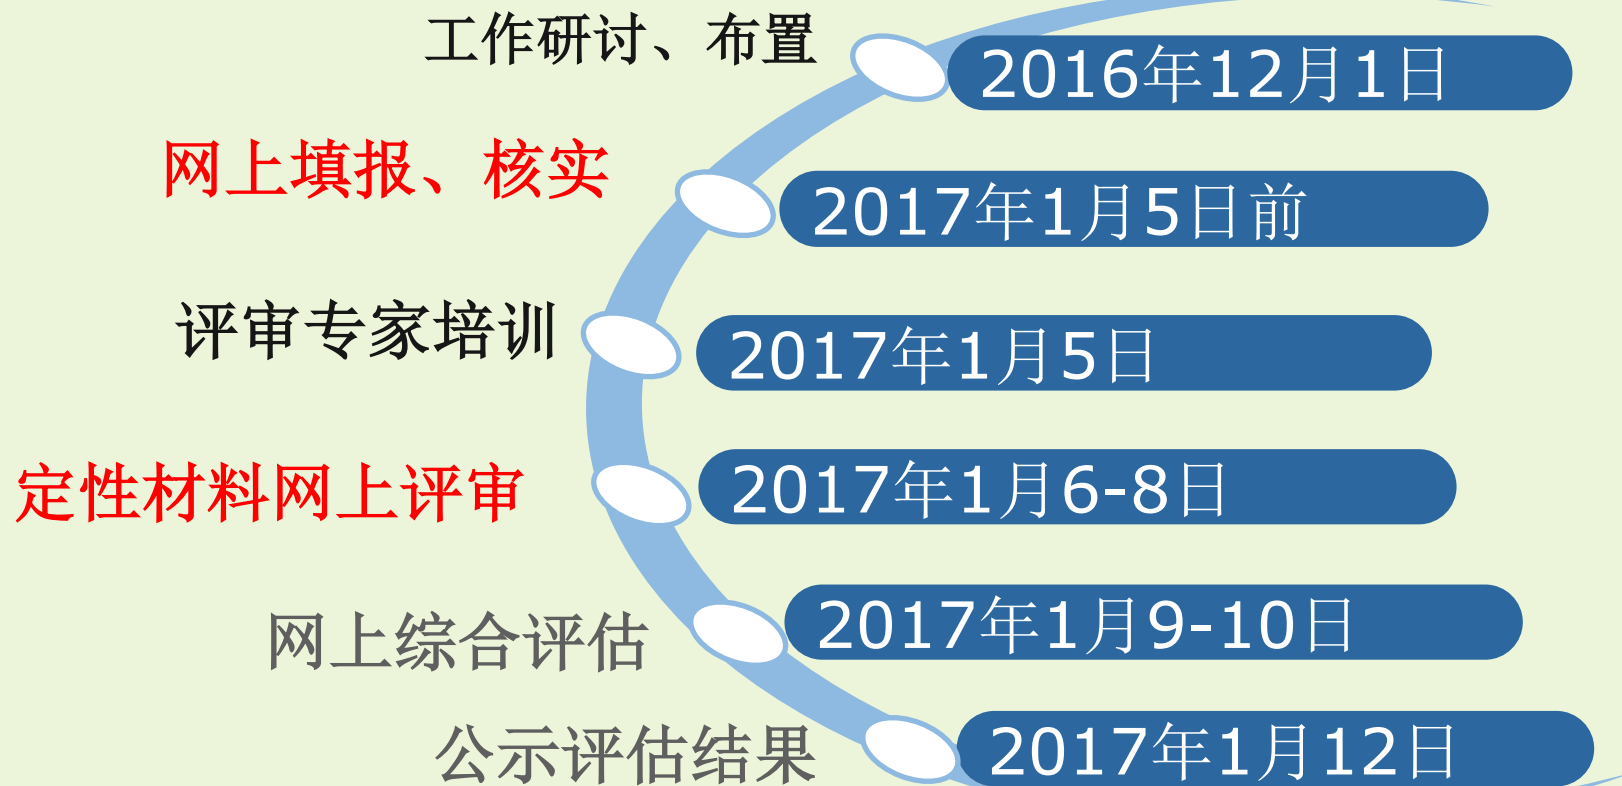 工作研讨、布置
2016年12月1日
网上填报、核实
2017年1月5日前
评审专家培训
2017年1月5日
定性材料网上评审
2017年1月6-8日
网上综合评估
2017年1月9-10日
公示评估结果
2017年1月12日